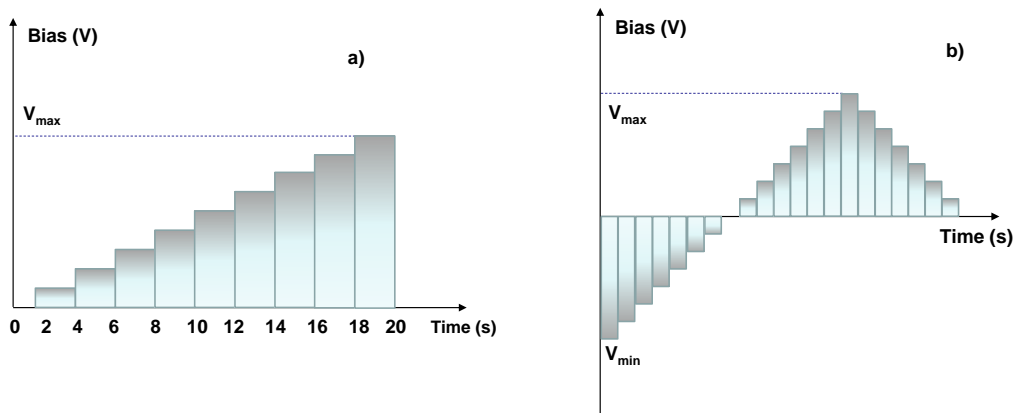 Bias (V)
a)
Vmax
0 2 4 6 8 10 12 14 16 18 20 Time (s)
Bias (V)
b)
Vmax
Time (s)
Vmin